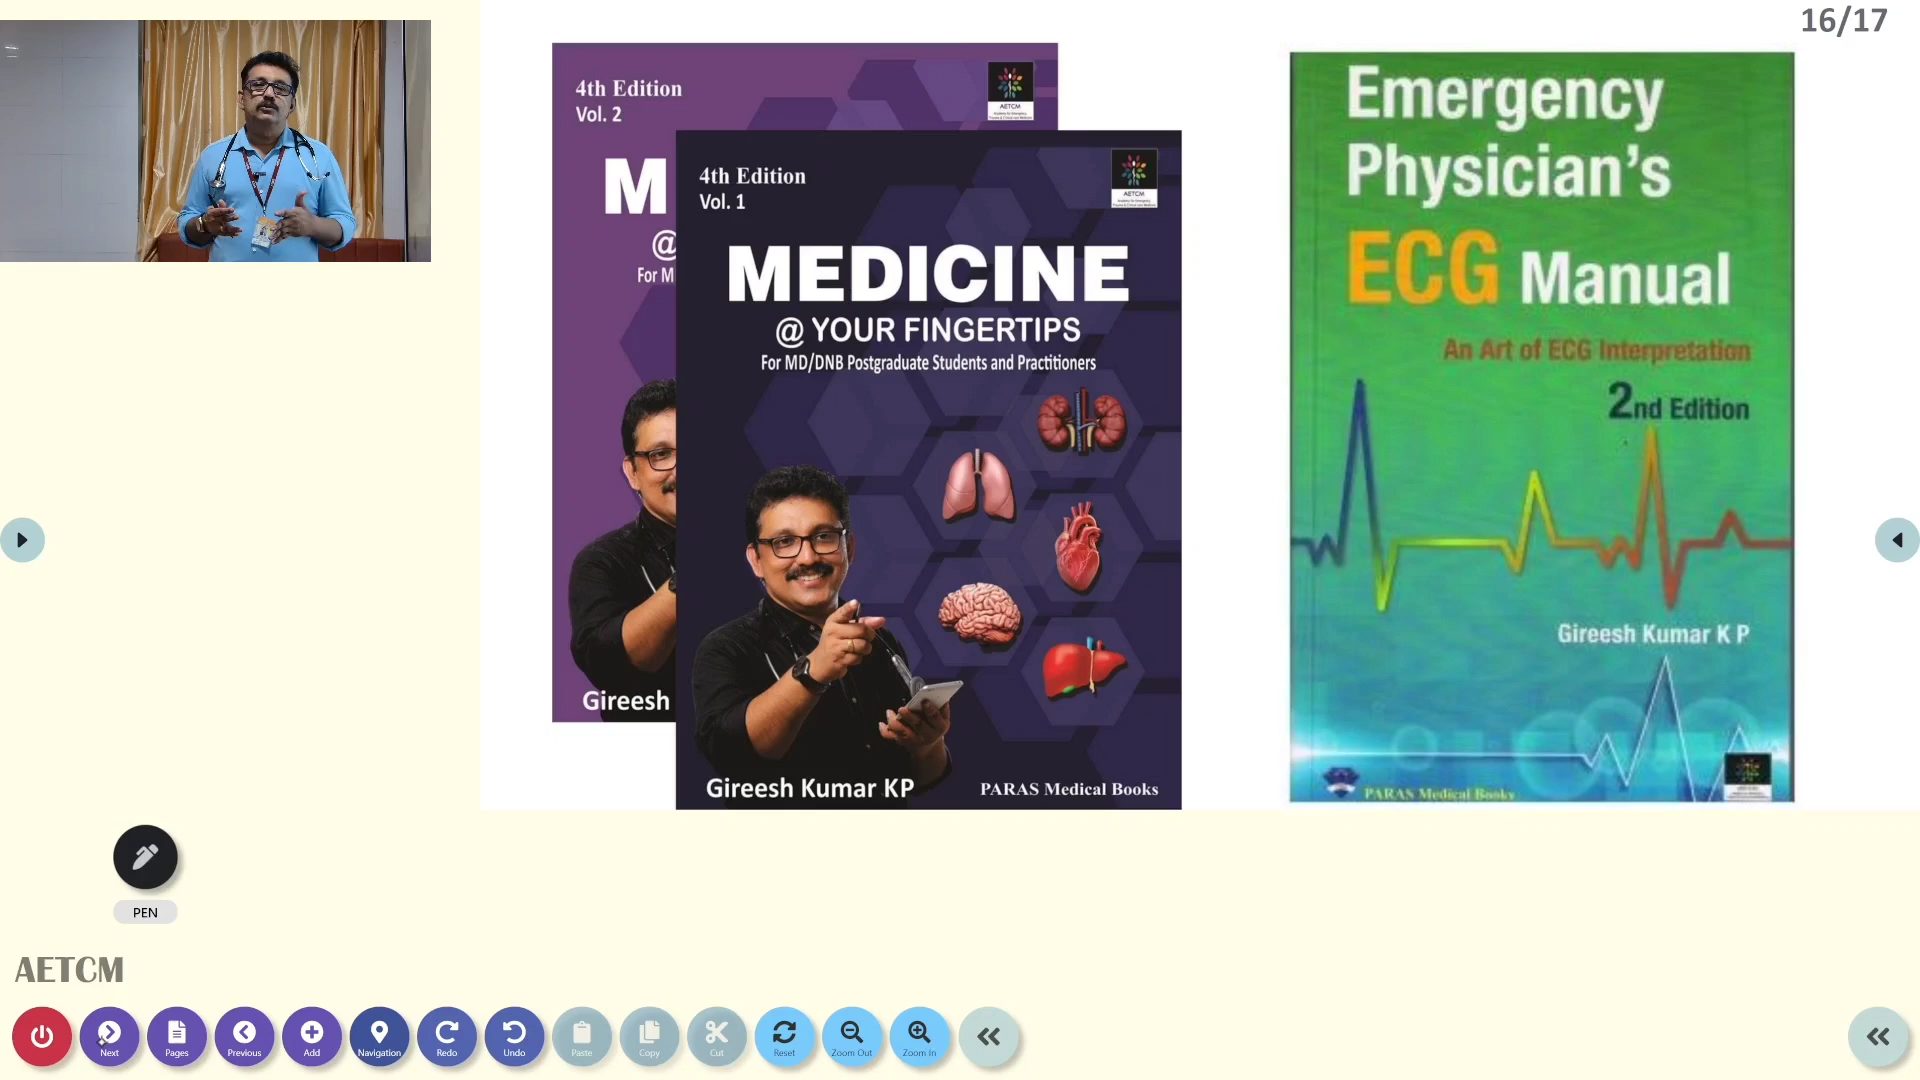 16/17
4th Edition
Vol. 2
AETCM
M
@
For M
Gireesh
4th Edition
Vol. 1
AETCM
MEDICINE
@ YOUR FINGERTIPS
For MD/DNB Postgraduate Students and Practitioners
Gireesh Kumar KP
PARAS Medical Books
Emergency
Physician's
ECG Manual
An Art of ECG Interpretation
2nd Edition
Gireesh Kumar K P
PARAS Medical Books
PEN
AETCM
Next
Pages
Previous
Add
Navigation
Redo
Undo
Paste
Copy
Cut
Reset
Zoom Out
Zoom In